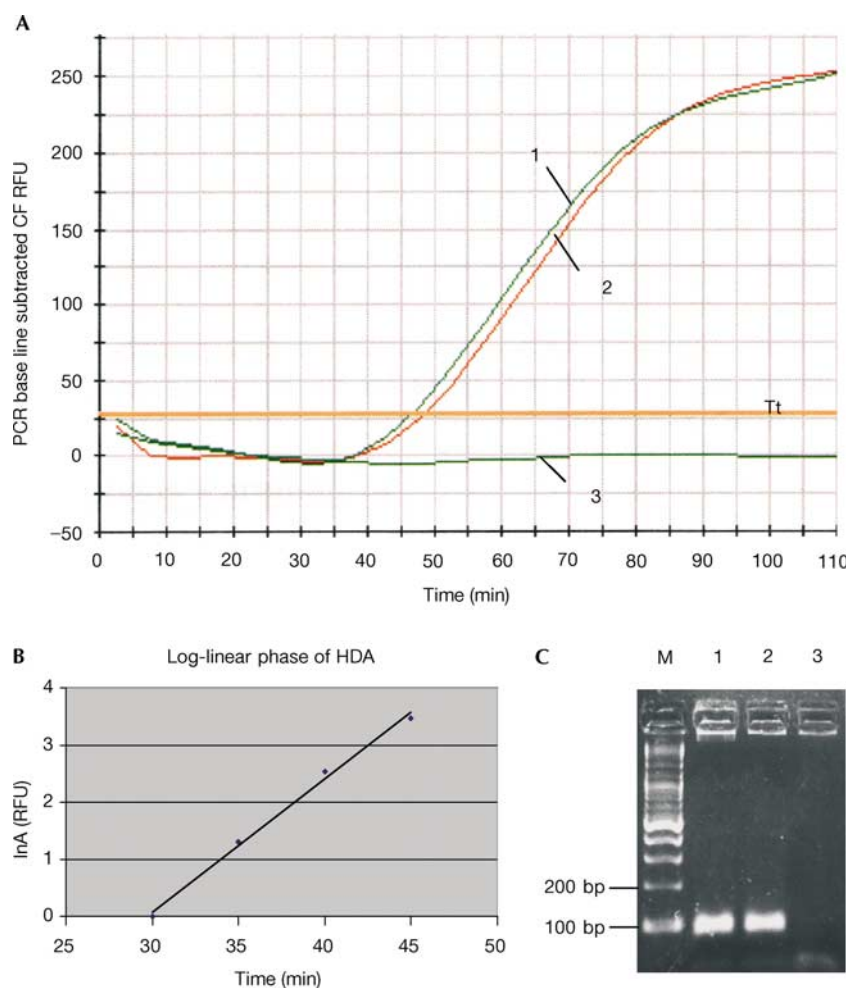 A
PCR base line subtracted CF RFU
250
200
150
100
50
0
−50
1
2
Tt
3
0 10 20 30 40 50 60 70 80 90 100 110
Time (min)
B
Log-linear phase of HDA
lnA (RFU)
4
3
2
1
0
25 30 35 40 45 50
Time (min)
C
M 1 2 3
200 bp
100 bp